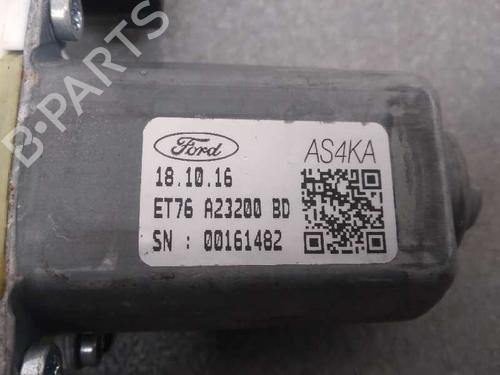 B-PARTS
Ford
AS4KA
18.10.16
ET76 A23200 BD
SN : 00161482